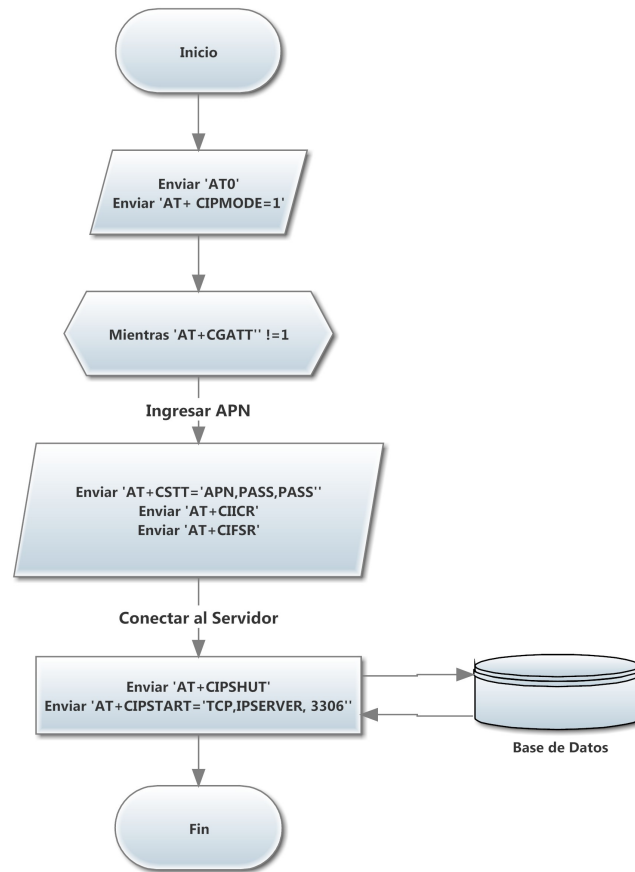 Inicio
Enviar 'AT0'
Enviar 'AT+ CIPMODE=1'
Mientras 'AT+CGATT'' !=1
Ingresar APN
Enviar 'AT+CSTT='APN,PASS,PASS''
Enviar 'AT+CIICR'
Enviar 'AT+CIFSR'
Conectar al Servidor
Enviar 'AT+CIPSHUT'
Enviar 'AT+CIPSTART='TCP,IPSERVER, 3306''
Base de Datos
Fin